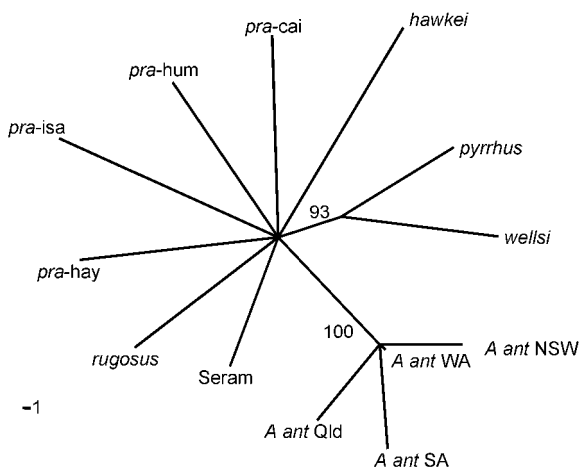 pra-cai
hawkei
pra-hum
pra-isa
pyrrhus
93
wellsi
pra-hay
100
rugosus
Seram
A ant WA
A ant NSW
–1
A ant Qld
A ant SA